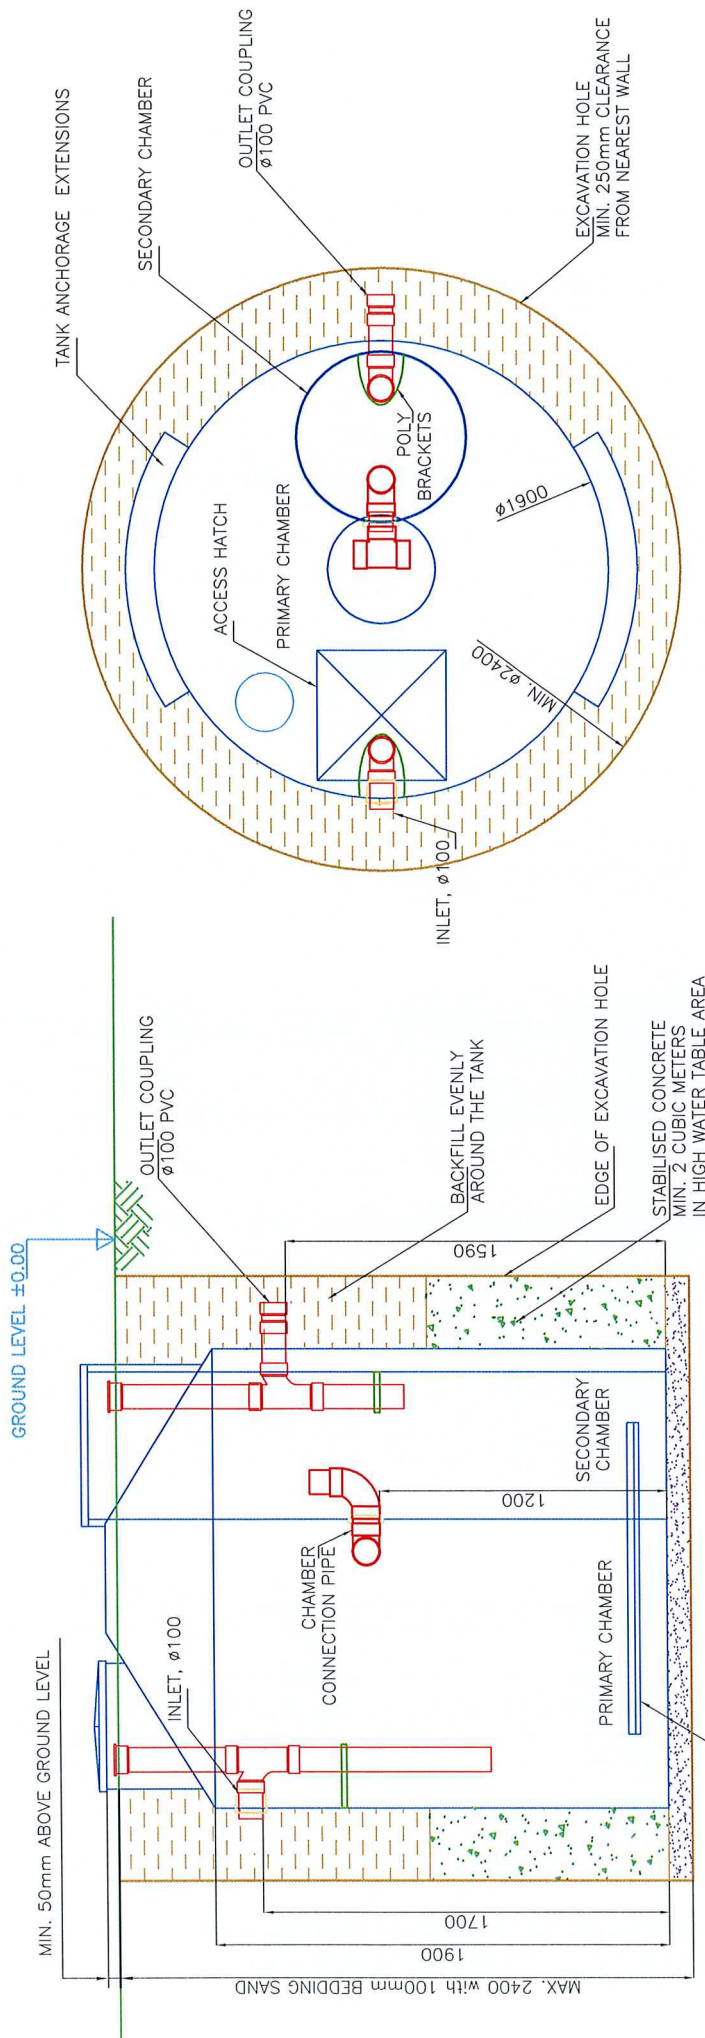 MIN. 50mm ABOVE GROUND LEVEL
INLET, ø100
GROUND LEVEL ±0.00
OUTLET COUPLING
ø100 PVC
CHAMBER
CONNECTION PIPE
BACKFILL EVENLY
AROUND THE TANK
1590
1200
EDGE OF EXCAVATION HOLE
SECONDARY
CHAMBER
PRIMARY CHAMBER
STABILISED CONCRETE
MIN. 2 CUBIC METERS
IN HIGH WATER TABLE AREA
1700
1900
MAX. 2400 with 100mm BEDDING SAND
TANK ANCHORAGE EXTENSIONS
SECONDARY CHAMBER
OUTLET COUPLING
ø100 PVC
ACCESS HATCH
PRIMARY CHAMBER
POLY
BRACKETS
ø1900
MIN. ø2400
INLET, ø100
EXCAVATION HOLE
MIN. 250mm CLEARANCE
FROM NEAREST WALL